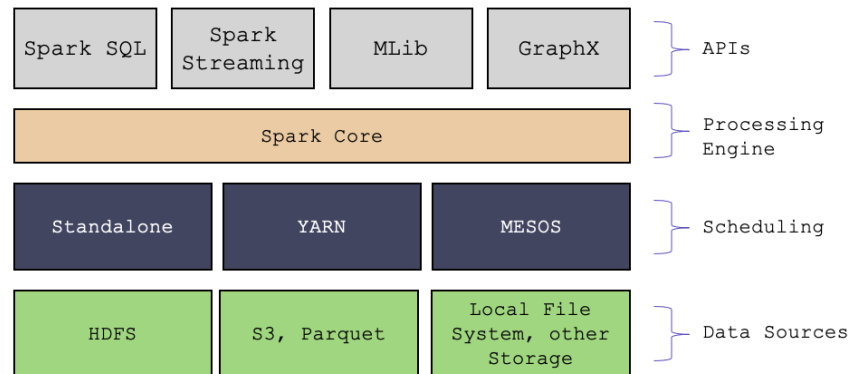 Spark SQL
Spark
Streaming
MLib
GraphX
APIs
Spark Core
Processing
Engine
Standalone
YARN
MESOS
Scheduling
HDFS
S3, Parquet
Local File
System, other
Storage
Data Sources